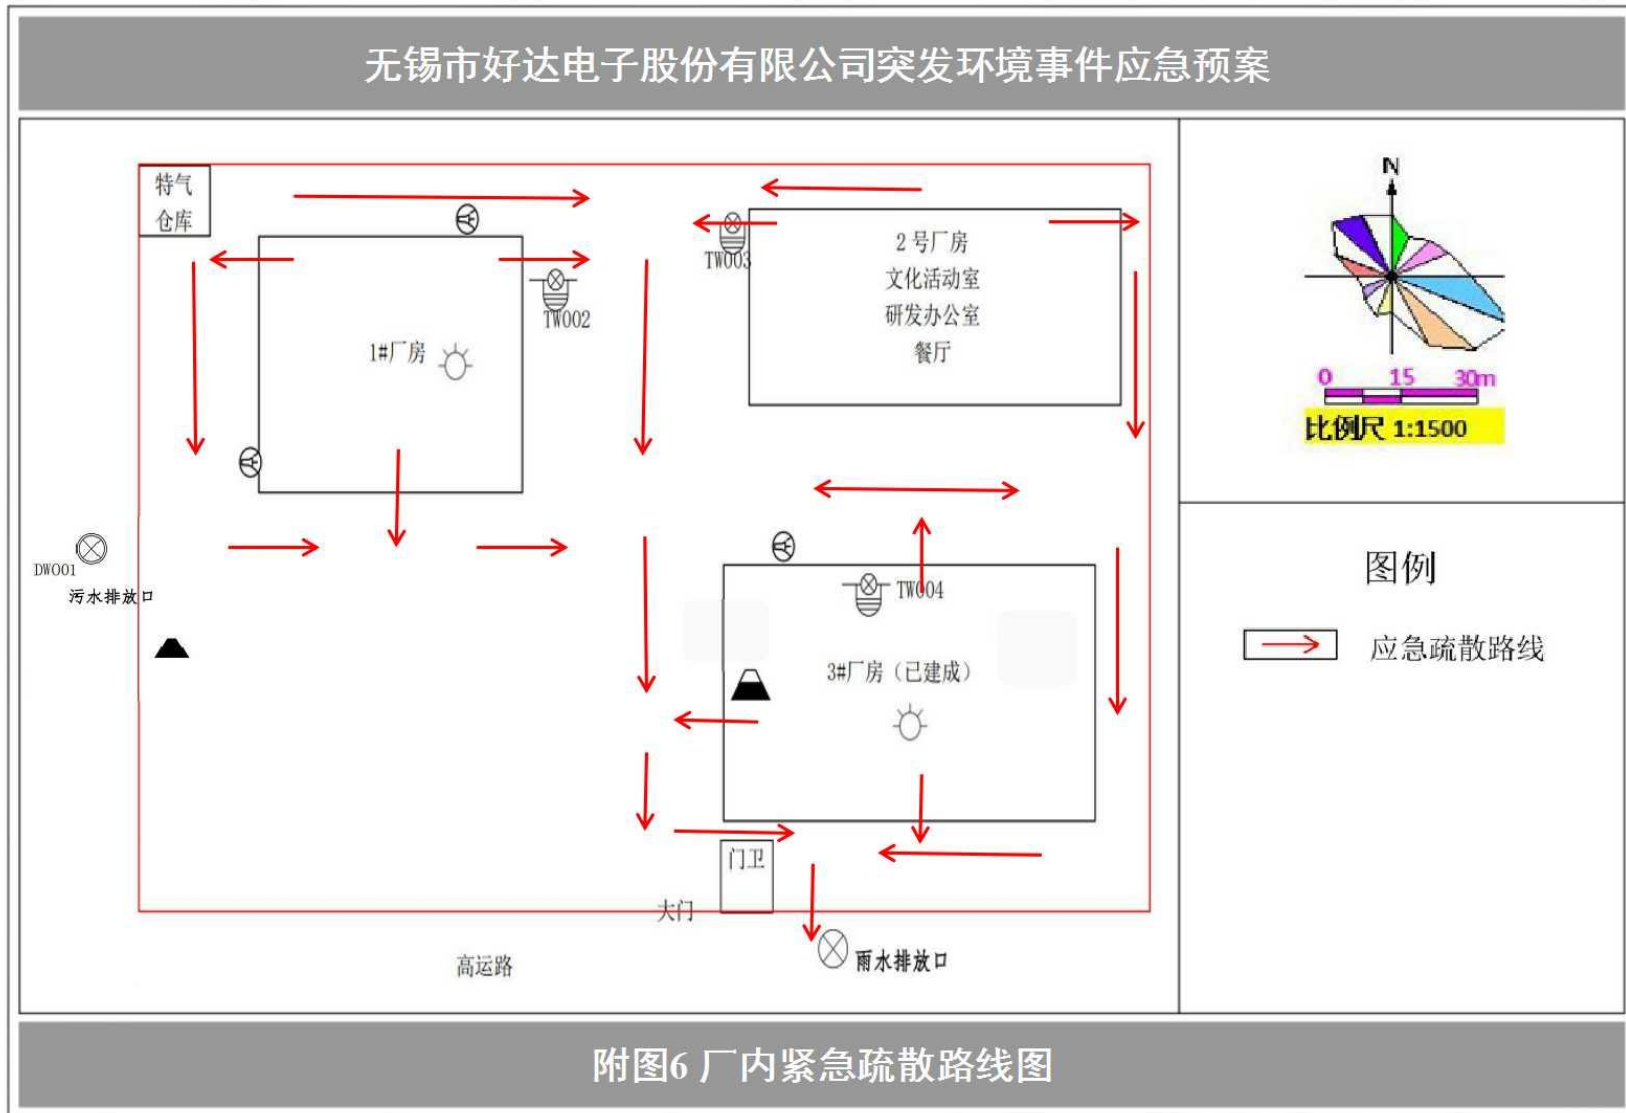 无锡市好达电子股份有限公司突发环境事件应急预案
特气
仓库
TW003
2号厂房
文化活动室
研发办公室
餐厅
TW002
1#厂房
DW001
污水排放口
TW004
3#厂房（已建成）
门卫
大门
高运路
雨水排放口
N
0 15 30m
比例尺 1:1500
图例
应急疏散路线
附图6 厂内紧急疏散路线图